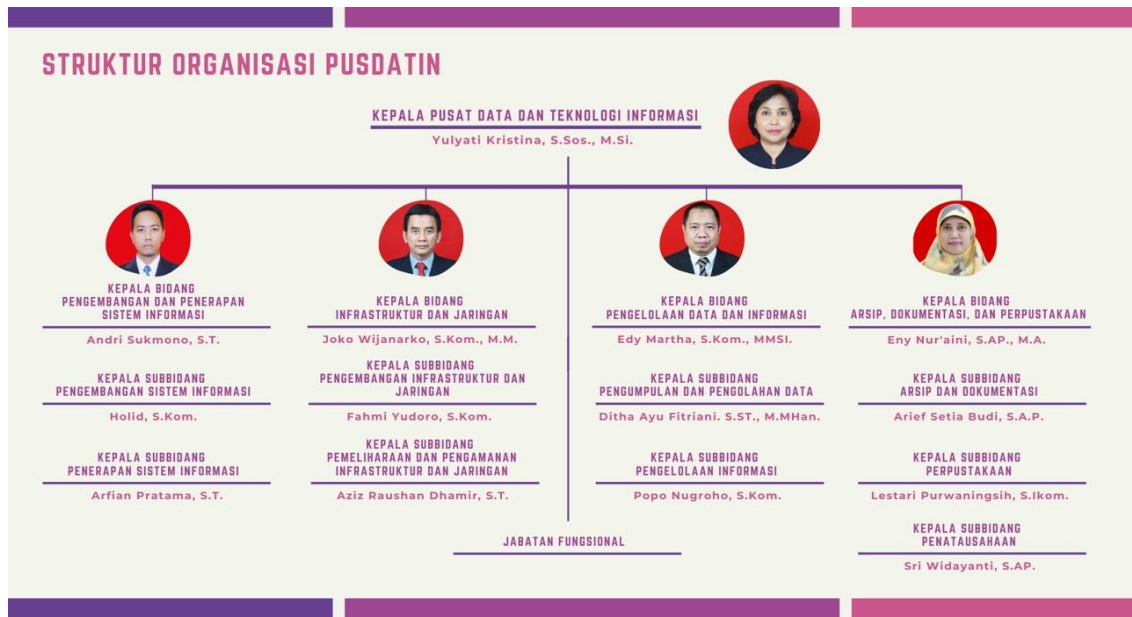 STRUKTUR ORGANISASI PUSDATIN
KEPALA PUSAT DATA DAN TEKNOLOGI INFORMASI
Yulyati Kristina, S.Sos., M.Si.
KEPALA BIDANG
PENGEMBANGAN DAN PENERAPAN
SISTEM INFORMASI
Andri Sukmono, S.T.
KEPALA SUBBIDANG
PENGEMBANGAN SISTEM INFORMASI
Holid, S.Kom.
KEPALA SUBBIDANG
PENERAPAN SISTEM INFORMASI
Arfian Pratama, S.T.
KEPALA BIDANG
INFRASTRUKTUR DAN JARINGAN
Joko Wijanarko, S.Kom., M.M.
KEPALA SUBBIDANG
PENGEMBANGAN INFRASTRUKTUR DAN
JARINGAN
Fahmi Yudoro, S.Kom.
KEPALA SUBBIDANG
PEMELIHARAAN DAN PENGAMANAN
INFRASTRUKTUR DAN JARINGAN
Aziz Raushan Dhamir, S.T.
KEPALA BIDANG
PENGELOLAAN DATA DAN INFORMASI
Edy Martha, S.Kom., MMSI.
KEPALA SUBBIDANG
PENGUMPULAN DAN PENGOLAHAN DATA
Ditha Ayu Fitriani. S.ST., M.MHan.
KEPALA SUBBIDANG
PENGELOLAAN INFORMASI
Popo Nugroho, S.Kom.
KEPALA BIDANG
ARSIP, DOKUMENTASI, DAN PERPUSTAKAAN
Eny Nur'aini, S.AP., M.A.
KEPALA SUBBIDANG
ARSIP DAN DOKUMENTASI
Arief Setia Budi, S.A.P.
KEPALA SUBBIDANG
PERPUSTAKAAN
Lestari Purwaningsih, S.Ikom.
KEPALA SUBBIDANG
PENATAUSAHAAN
Sri Widayanti, S.AP.
JABATAN FUNGSIONAL